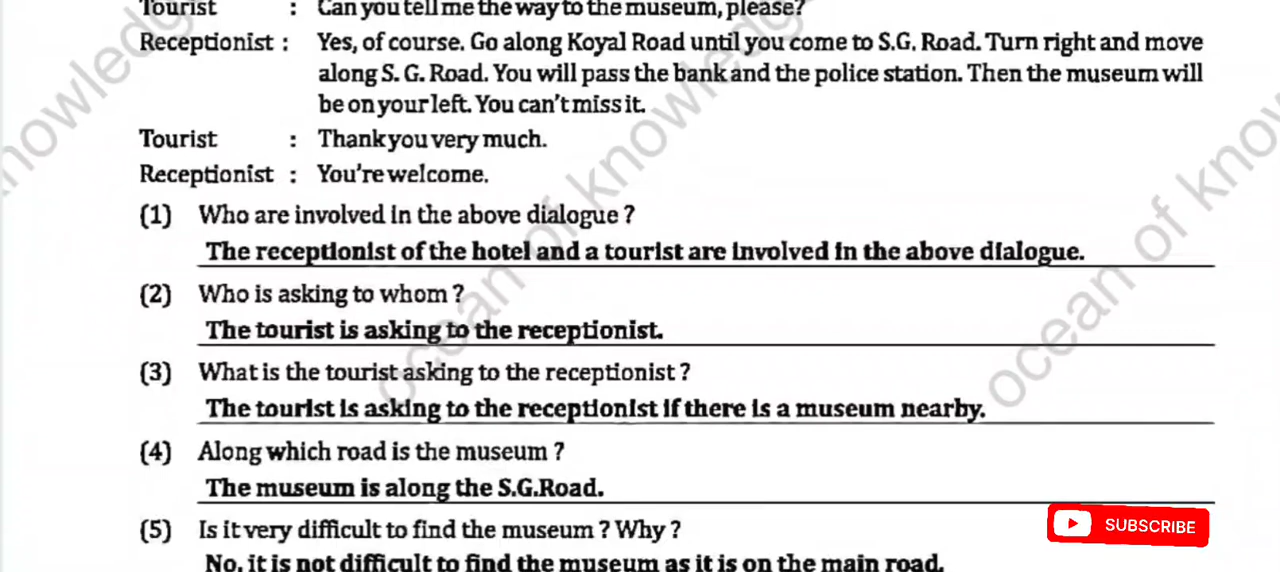 Tourist : Can you tell me the way to the museum, please?
Receptionist : Yes, of course. Go along Koyal Road until you come to S.G. Road. Turn right and move
along S. G. Road. You will pass the bank and the police station. Then the museum will
be on your left. You can't miss it.
Tourist : Thank you very much.
Receptionist : You're welcome.
(1) Who are involved in the above dialogue ?
The receptionist of the hotel and a tourist are involved in the above dialogue.
(2) Who is asking to whom ?
The tourist is asking to the receptionist.
(3) What is the tourist asking to the receptionist ?
The tourist is asking to the receptionist if there is a museum nearby.
(4) Along which road is the museum ?
The museum is along the S.G.Road.
(5) Is it very difficult to find the museum ? Why ?
No, it is not difficult to find the museum as it is on the main road.
SUBSCRIBE
knowledge
ocean of knowledge
ocean of know